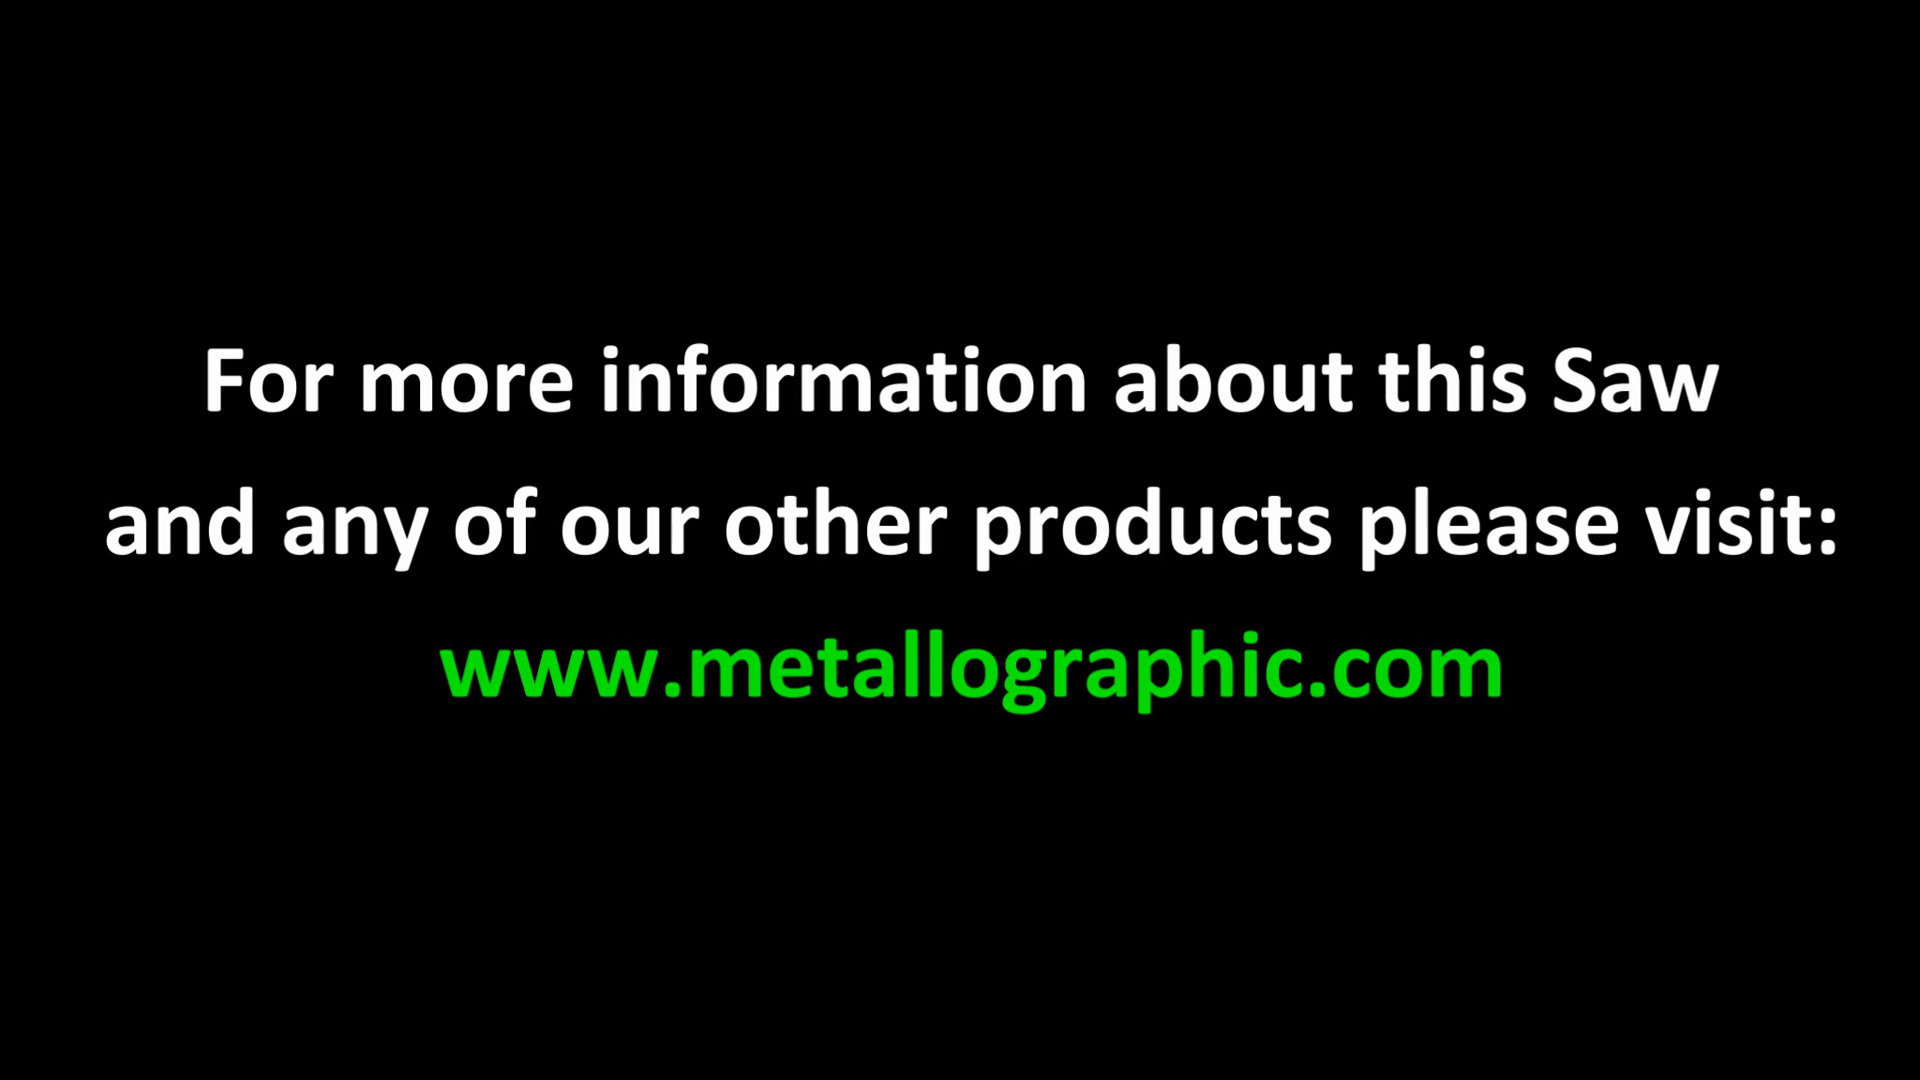 For more information about this Saw
and any of our other products please visit:
www.metallographic.com